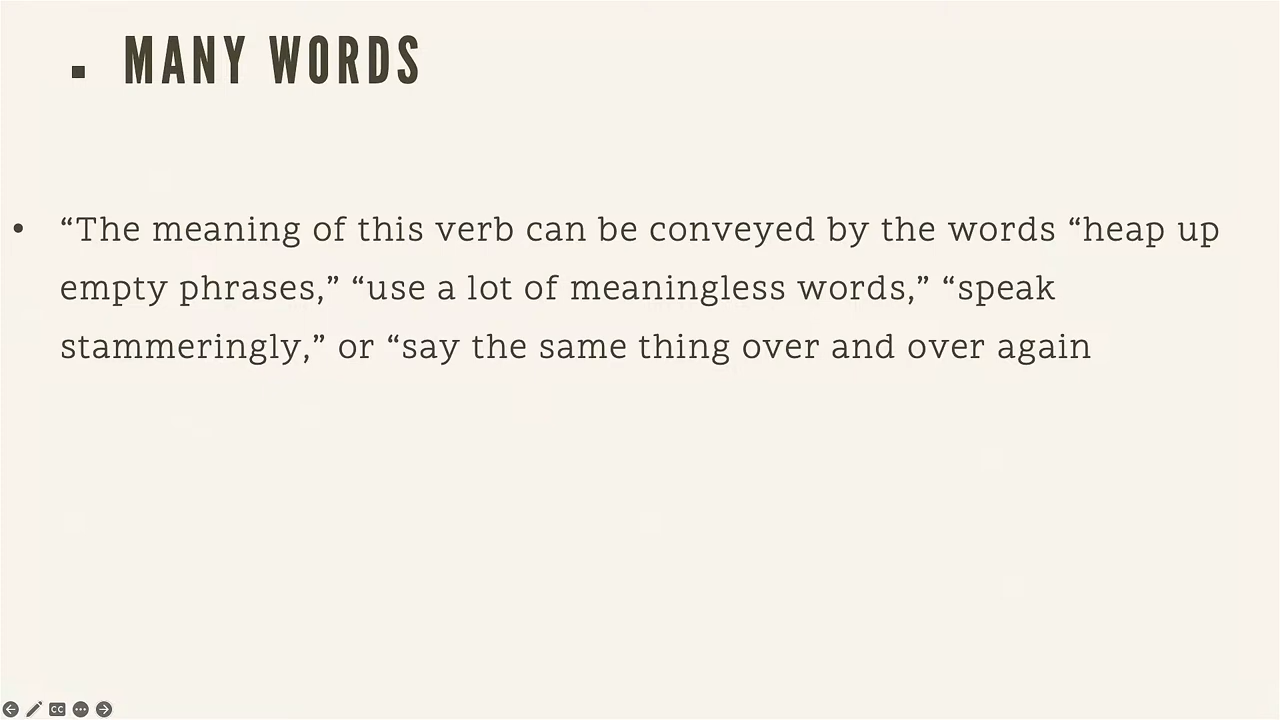 ▪ MANY WORDS
• “The meaning of this verb can be conveyed by the words “heap up
empty phrases,” “use a lot of meaningless words,” “speak
stammeringly,” or “say the same thing over and over again
CC